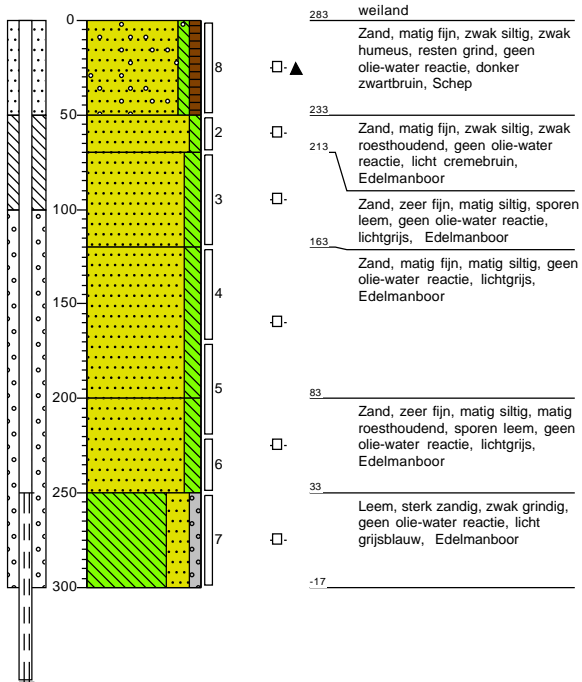 weiland
0
283
Zand, matig fijn, zwak siltig, zwak
humeus, resten grind, geen
olie-water reactie, donker
zwartbruin, Schep
8
50
233
Zand, matig fijn, zwak siltig, zwak
roesthoudend, geen olie-water
reactie, licht cremebruin,
Edelmanboor
2
213
Zand, zeer fijn, matig siltig, sporen
leem, geen olie-water reactie,
lichtgrijs, Edelmanboor
3
100
163
Zand, matig fijn, matig siltig, geen
olie-water reactie, lichtgrijs,
Edelmanboor
4
150
5
200
83
Zand, zeer fijn, matig siltig, matig
roesthoudend, sporen leem, geen
olie-water reactie, lichtgrijs,
Edelmanboor
6
250
33
Leem, sterk zandig, zwak grindig,
geen olie-water reactie, licht
grijsblauw, Edelmanboor
7
300
-17